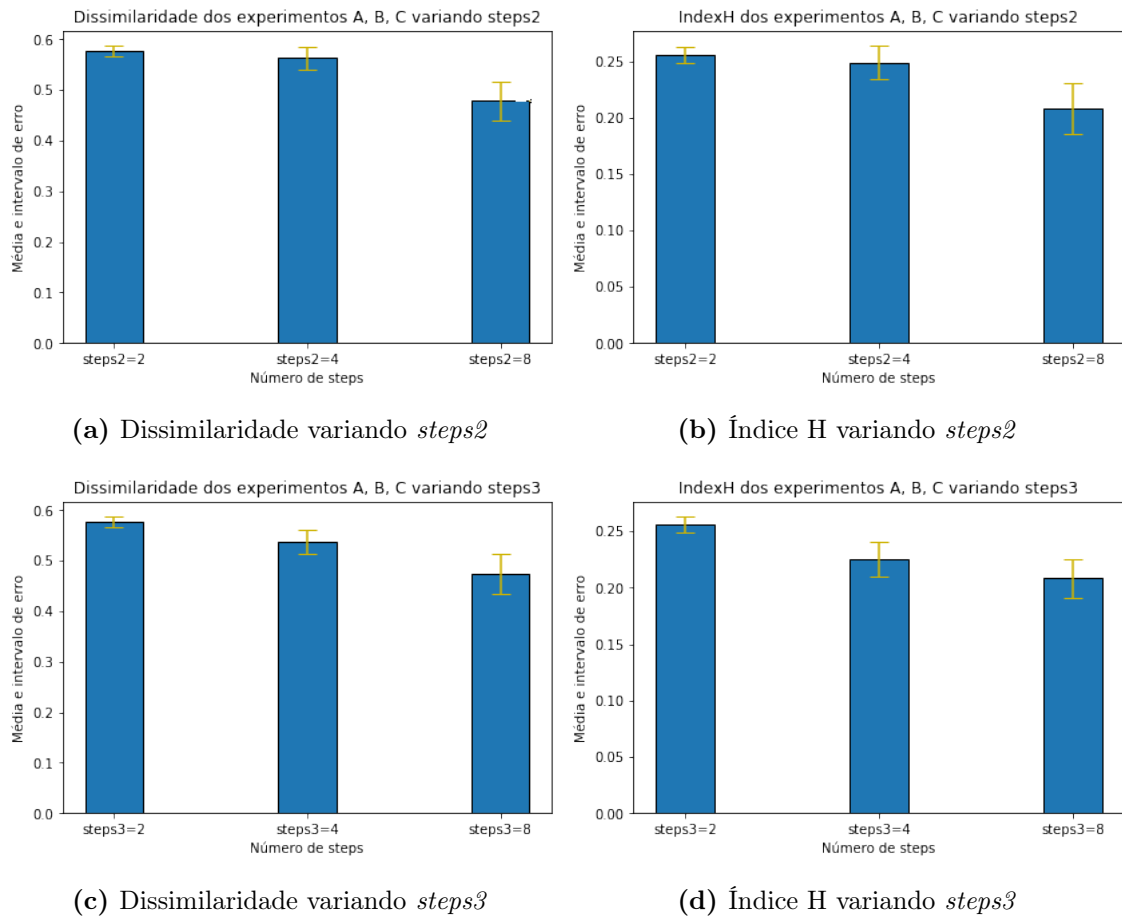 Dissimilaridade dos experimentos A, B, C variando steps2
0.6
0.5
0.4
0.3
0.2
0.1
0.0
Média e intervalo de erro
steps2=2 steps2=4 steps2=8
Número de steps
(a) Dissimilaridade variando steps2
IndexH dos experimentos A, B, C variando steps2
0.25
0.20
0.15
0.10
0.05
0.00
Média e intervalo de erro
steps2=2 steps2=4 steps2=8
Número de steps
(b) Índice H variando steps2
Dissimilaridade dos experimentos A, B, C variando steps3
0.6
0.5
0.4
0.3
0.2
0.1
0.0
Média e intervalo de erro
steps3=2 steps3=4 steps3=8
Número de steps
(c) Dissimilaridade variando steps3
IndexH dos experimentos A, B, C variando steps3
0.25
0.20
0.15
0.10
0.05
0.00
Média e intervalo de erro
steps3=2 steps3=4 steps3=8
Número de steps
(d) Índice H variando steps3